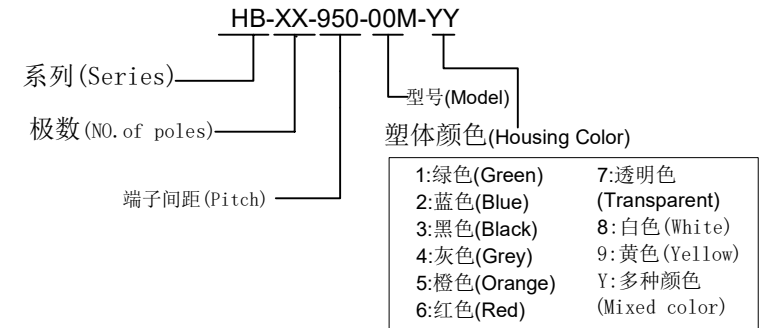 HB-XX-950-00M-YY
系列(Series)
型号(Model)
极数(NO.of poles)
塑体颜色(Housing Color)
端子间距(Pitch)
1:绿色(Green)
2:蓝色(Blue)
3:黑色(Black)
4:灰色(Grey)
5:橙色(Orange)
6:红色(Red)
7:透明色
(Transparent)
8:白色(White)
9:黄色(Yellow)
Y:多种颜色
(Mixed color)